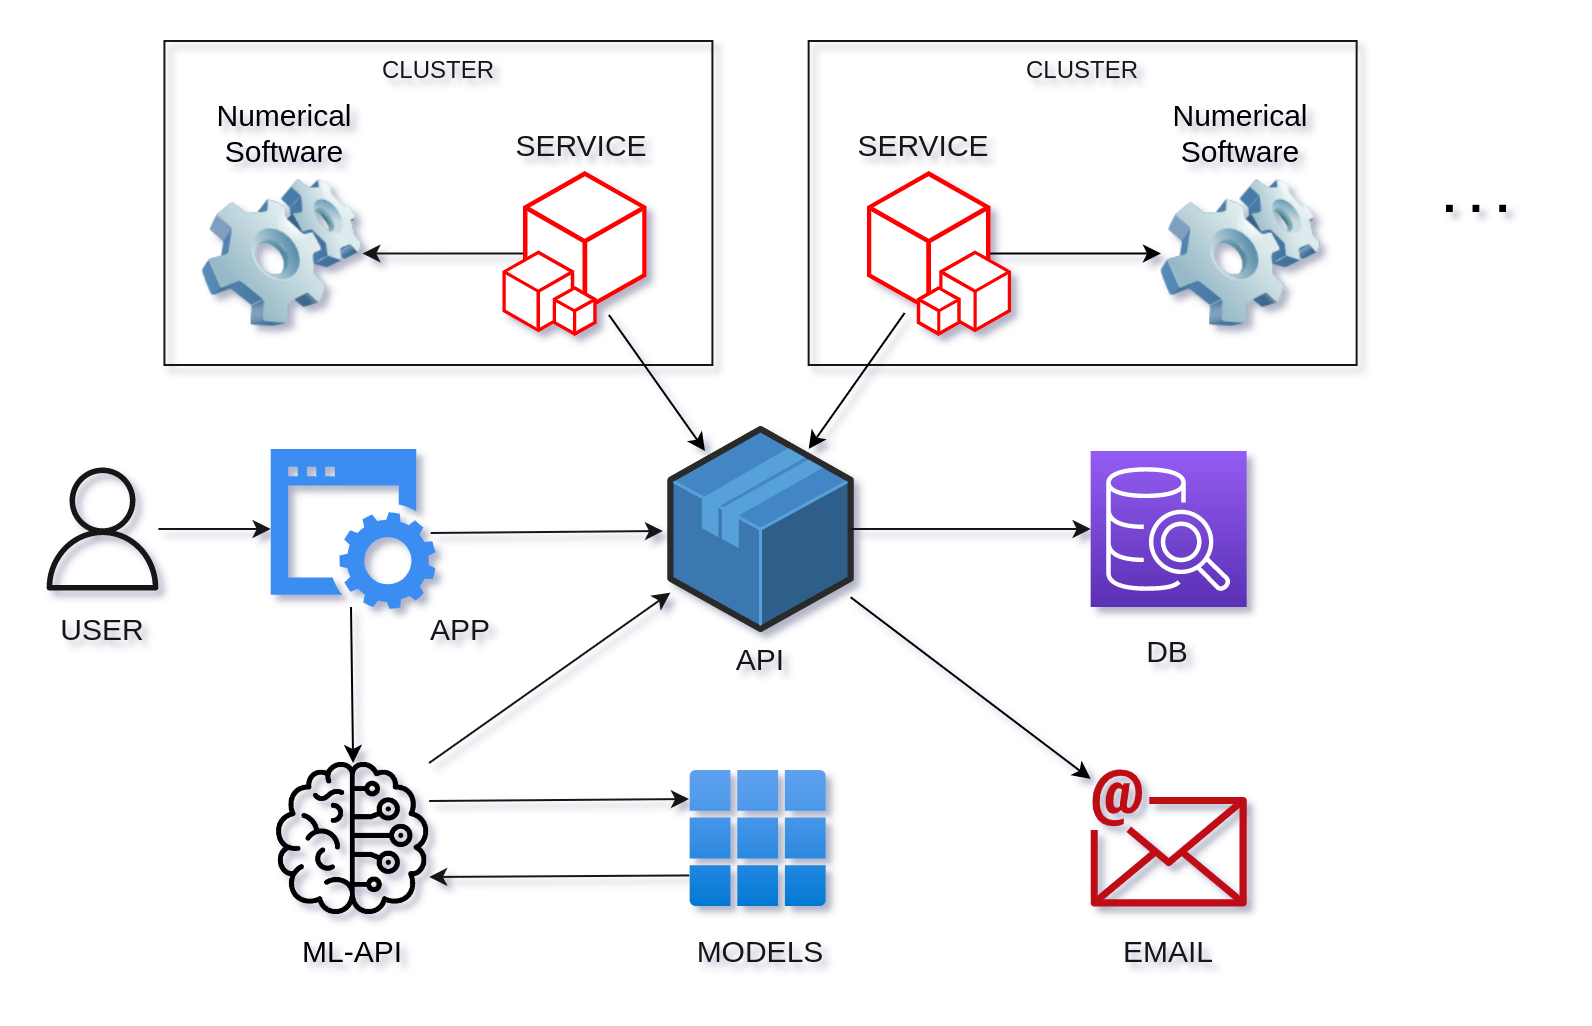 CLUSTER
Numerical
Software
SERVICE
CLUSTER
SERVICE
Numerical
Software
. . .
USER
APP
API
DB
@
ML-API
MODELS
EMAIL